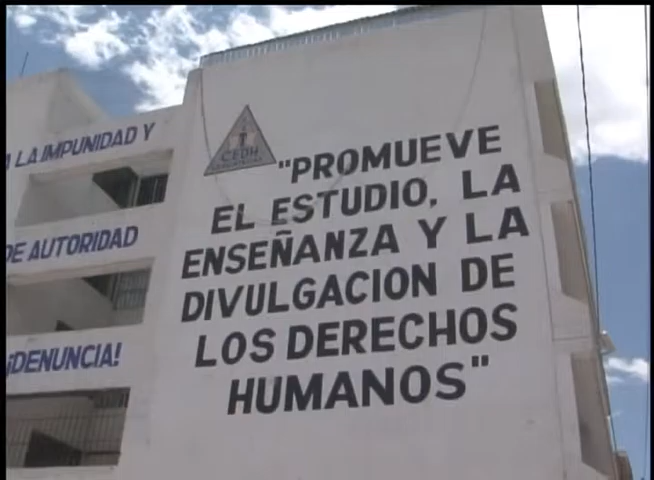 A LA IMPUNIDAD Y
DE AUTORIDAD
¡DENUNCIA!
CEDH
"PROMUEVE
EL ESTUDIO, LA
ENSEÑANZA Y LA
DIVULGACION DE
LOS DERECHOS
HUMANOS"